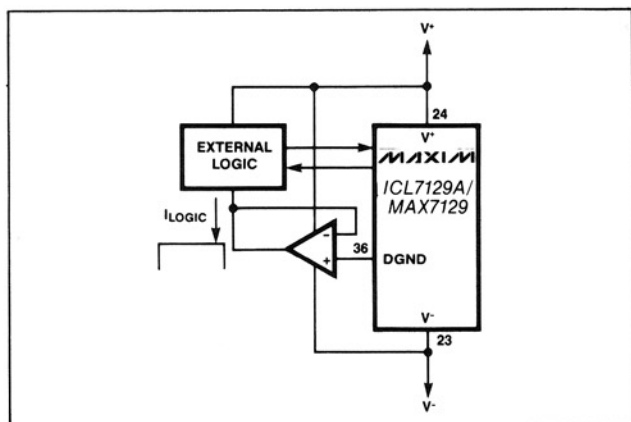 V+
24
V+
EXTERNAL
LOGIC
MAXIM
ICL7129A/
MAX7129
ILOGIC
-
36
+
DGND
V-
23
V-